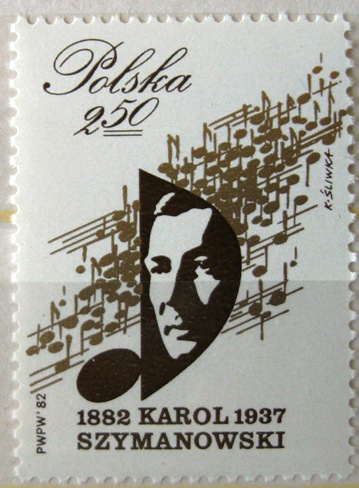 Polska
2 50
K. ŚLIWKA
1882 KAROL 1937
SZYMANOWSKI
PWPW' 82